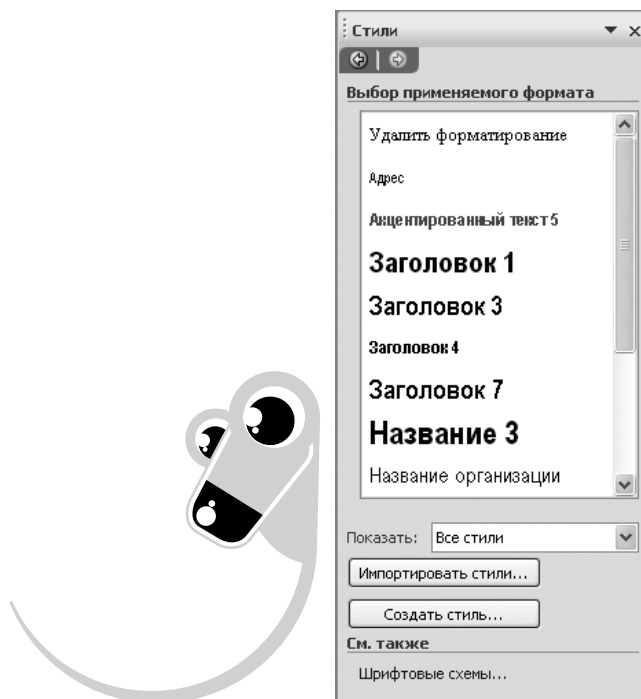 Стили
Выбор применяемого формата
Удалить форматирование
Адрес
Акцентированный текст 5
Заголовок 1
Заголовок 3
Заголовок 4
Заголовок 7
Название 3
Название организации
Показать: Все стили
Импортировать стили...
Создать стиль...
См. также
Шрифтовые схемы...